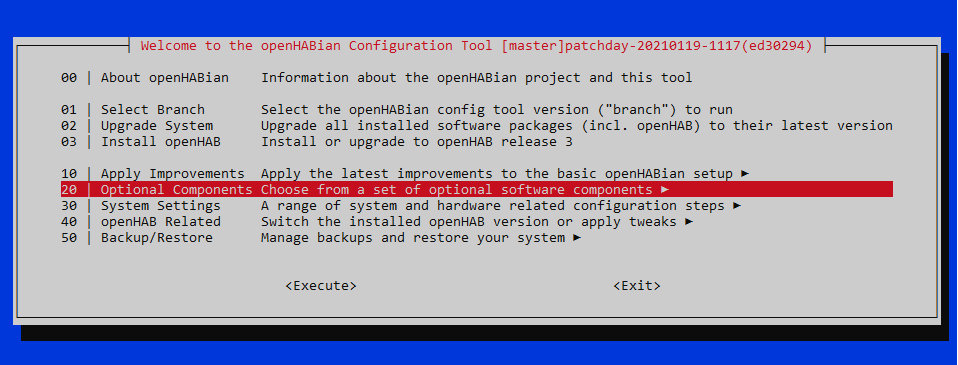 Welcome to the openHABian Configuration Tool [master]patchday-20210119-1117(ed30294)
00 | About openHABian    Information about the openHABian project and this tool
01 | Select Branch       Select the openHABian config tool version ("branch") to run
02 | Upgrade System      Upgrade all installed software packages (incl. openHAB) to their latest version
03 | Install openHAB     Install or upgrade to openHAB release 3
10 | Apply Improvements  Apply the latest improvements to the basic openHABian setup ►
20 | Optional Components Choose from a set of optional software components ►
30 | System Settings     A range of system and hardware related configuration steps ►
40 | openHAB Related     Switch the installed openHAB version or apply tweaks ►
50 | Backup/Restore      Manage backups and restore your system ►
<Execute>    <Exit>